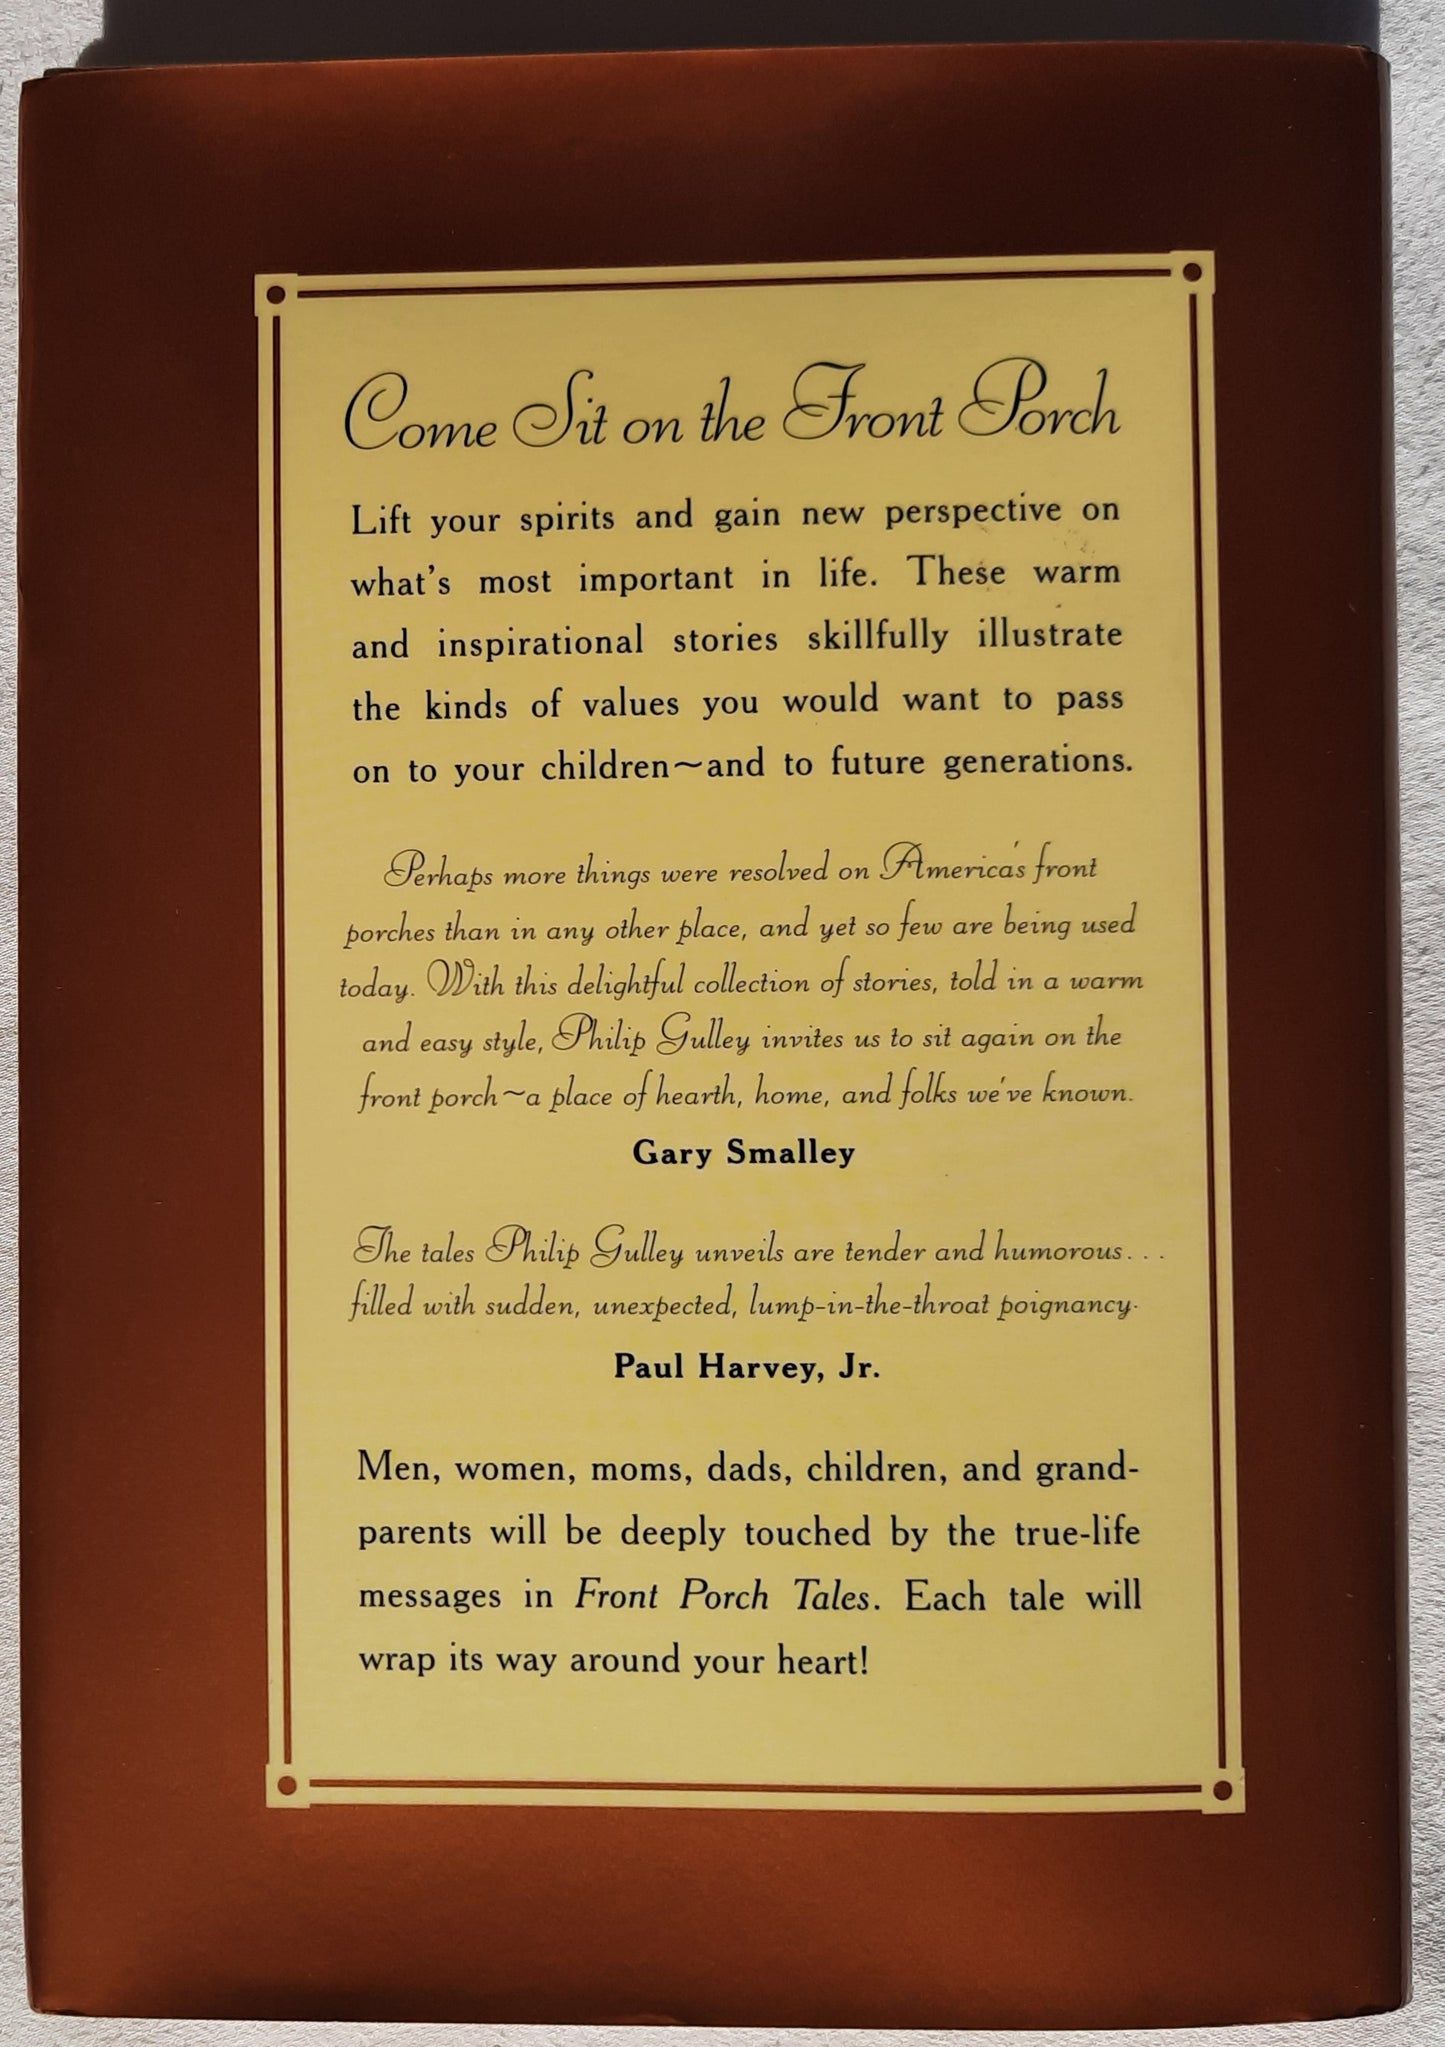 Come Sit on the Front Porch
Lift your spirits and gain new perspective on
what's most important in life. These warm
and inspirational stories skillfully illustrate
the kinds of values you would want to pass
on to your children~and to future generations.
Perhaps more things were resolved on America's front
porches than in any other place, and yet so few are being used
today. With this delightful collection of stories, told in a warm
and easy style, Philip Gulley invites us to sit again on the
front porch~a place of hearth, home, and folks we've known.
Gary Smalley
The tales Philip Gulley unveils are tender and humorous...
filled with sudden, unexpected, lump-in-the-throat poignancy.
Paul Harvey, Jr.
Men, women, moms, dads, children, and grand-
parents will be deeply touched by the true-life
messages in Front Porch Tales. Each tale will
wrap its way around your heart!